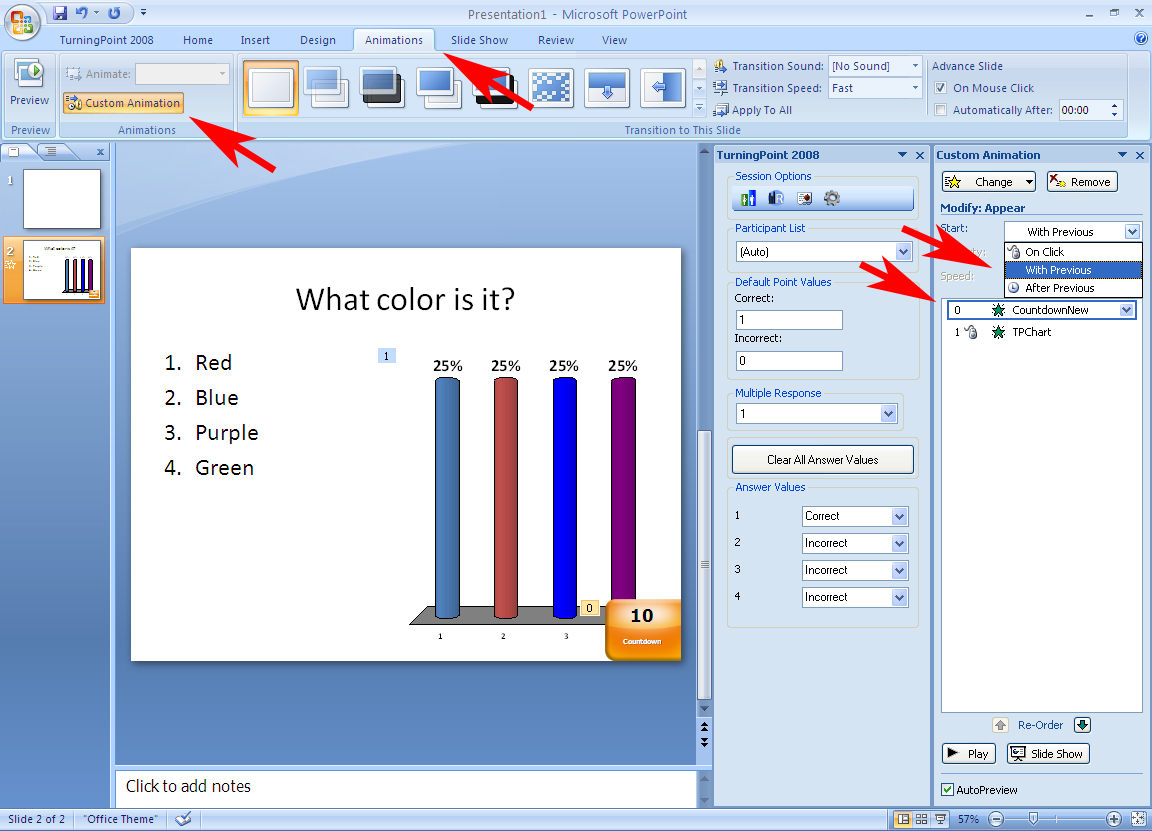 Presentation1 - Microsoft PowerPoint
TurningPoint 2008 Home Insert Design Animations Slide Show Review View
Preview
Preview
Animate:
Custom Animation
Animations
Transition to This Slide
Transition Sound: [No Sound]
Transition Speed: Fast
Apply To All
Advance Slide
On Mouse Click
Automatically After: 00:00
1
2
What color is it?
1. Red
2. Blue
3. Purple
4. Green
1
25% 25% 25% 25%
1 2 3
0
10
Countdown
Click to add notes
TurningPoint 2008
Session Options
Participant List
(Auto)
Default Point Values
Correct:
1
Incorrect:
0
Multiple Response
1
Clear All Answer Values
Answer Values
1 Correct
2 Incorrect
3 Incorrect
4 Incorrect
Custom Animation
Change Remove
Modify: Appear
Start: With Previous
On Click
With Previous
After Previous
Speed:
0 CountdownNew
1 TPChart
Re-Order
Play Slide Show
AutoPreview
Slide 2 of 2 "Office Theme" 57%